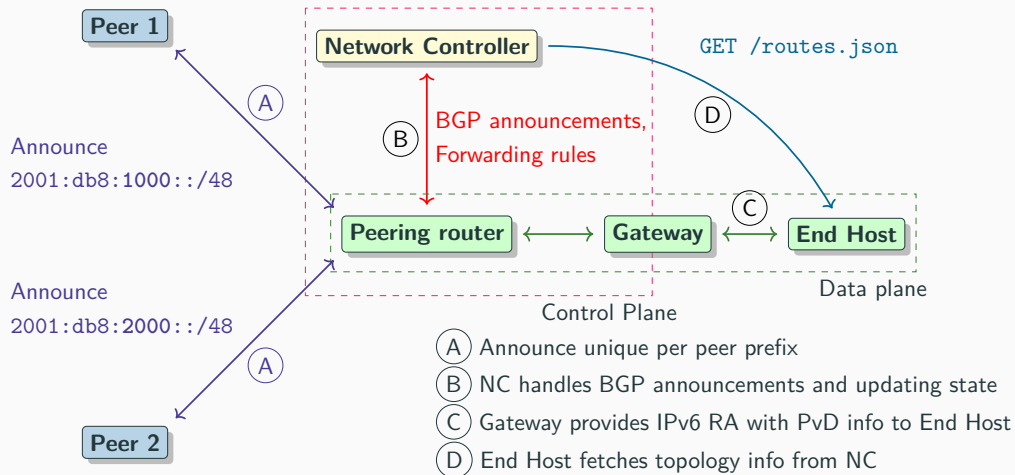 Peer 1
Network Controller
GET /routes.json
A
D
B
BGP announcements,
Forwarding rules
Announce
2001:db8:1000::/48
C
Peering router
Gateway
End Host
Announce
2001:db8:2000::/48
Data plane
Control Plane
A
A Announce unique per peer prefix
B NC handles BGP announcements and updating state
C Gateway provides IPv6 RA with PvD info to End Host
Peer 2
D End Host fetches topology info from NC